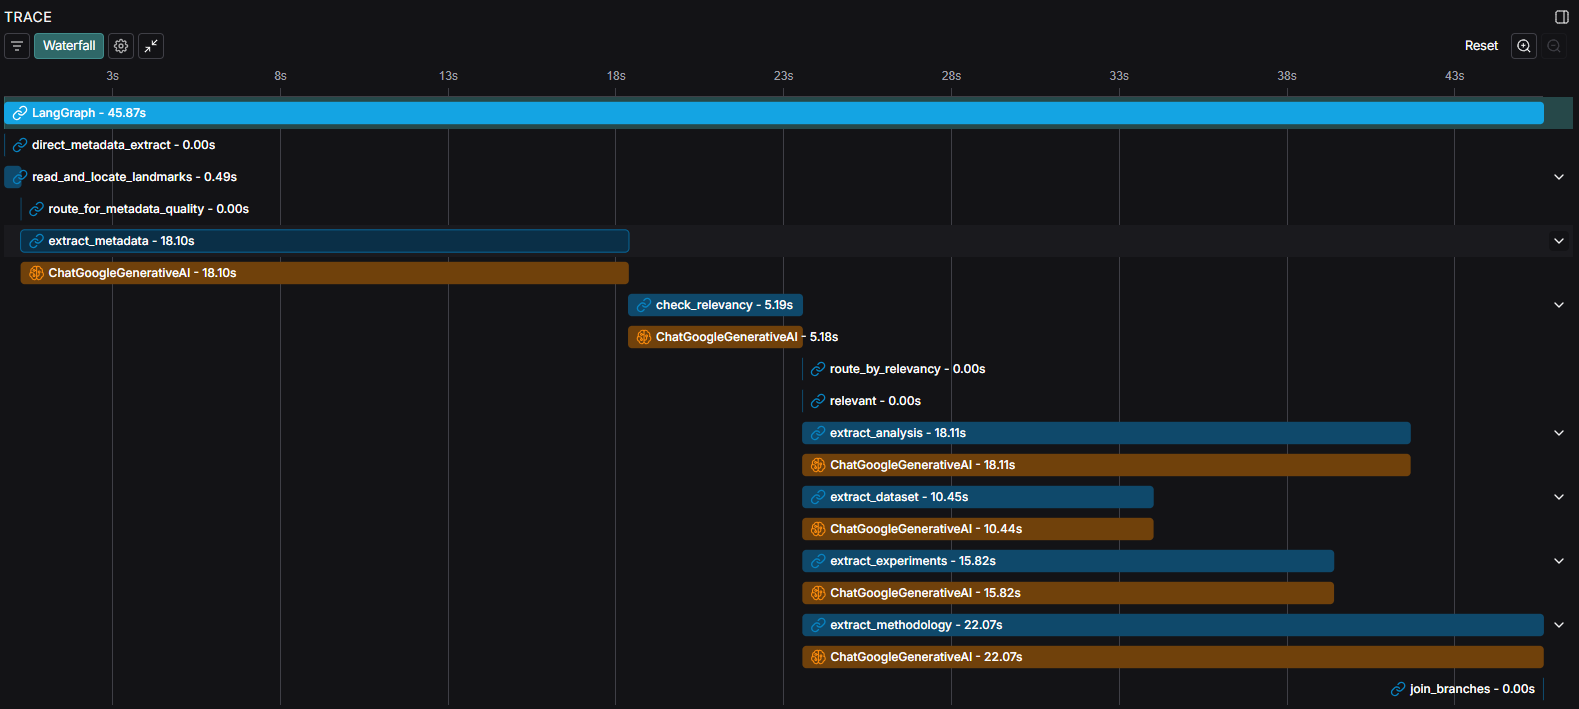 TRACE
Waterfall
Reset
3s 8s 13s 18s 23s 28s 33s 38s 43s
LangGraph - 45.87s
direct_metadata_extract - 0.00s
read_and_locate_landmarks - 0.49s
route_for_metadata_quality - 0.00s
extract_metadata - 18.10s
ChatGoogleGenerativeAI - 18.10s
check_relevancy - 5.19s
ChatGoogleGenerativeAI - 5.18s
route_by_relevancy - 0.00s
relevant - 0.00s
extract_analysis - 18.11s
ChatGoogleGenerativeAI - 18.11s
extract_dataset - 10.45s
ChatGoogleGenerativeAI - 10.44s
extract_experiments - 15.82s
ChatGoogleGenerativeAI - 15.82s
extract_methodology - 22.07s
ChatGoogleGenerativeAI - 22.07s
join_branches - 0.00s